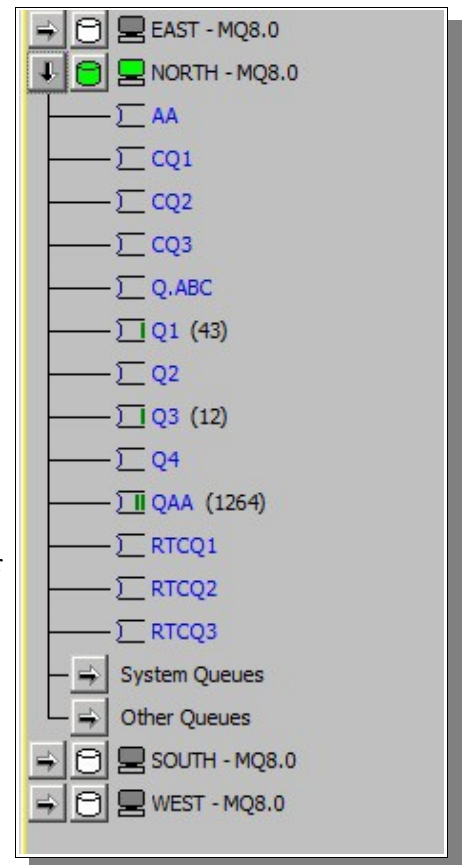 EAST - MQ8.0
NORTH - MQ8.0
AA
CQ1
CQ2
CQ3
Q.ABC
Q1 (43)
Q2
Q3 (12)
Q4
QAA (1264)
RTCQ1
RTCQ2
RTCQ3
System Queues
Other Queues
SOUTH - MQ8.0
WEST - MQ8.0